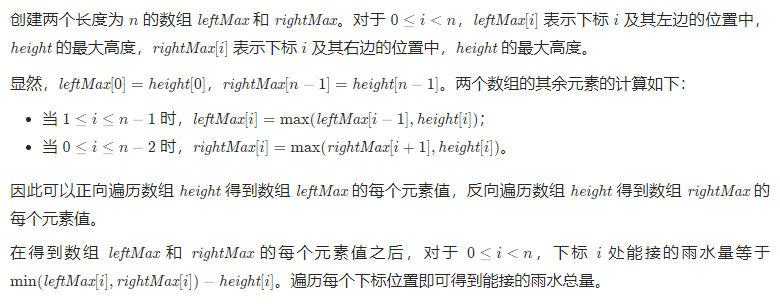 创建两个长度为 n 的数组 leftMax 和 rightMax。对于 0 ≤ i < n，leftMax[i] 表示下标 i 及其左边的位置中，
height 的最大高度，rightMax[i] 表示下标 i 及其右边的位置中，height 的最大高度。
显然，leftMax[0] = height[0]，rightMax[n − 1] = height[n − 1]。两个数组的其余元素的计算如下：
• 当 1 ≤ i ≤ n − 1 时，leftMax[i] = max(leftMax[i − 1], height[i])；
• 当 0 ≤ i ≤ n − 2 时，rightMax[i] = max(rightMax[i + 1], height[i])。
因此可以正向遍历数组 height 得到数组 leftMax 的每个元素值，反向遍历数组 height 得到数组 rightMax 的
每个元素值。
在得到数组 leftMax 和 rightMax 的每个元素值之后，对于 0 ≤ i < n，下标 i 处能接的雨水量等于
min(leftMax[i], rightMax[i]) − height[i]。遍历每个下标位置即可得到能接的雨水总量。